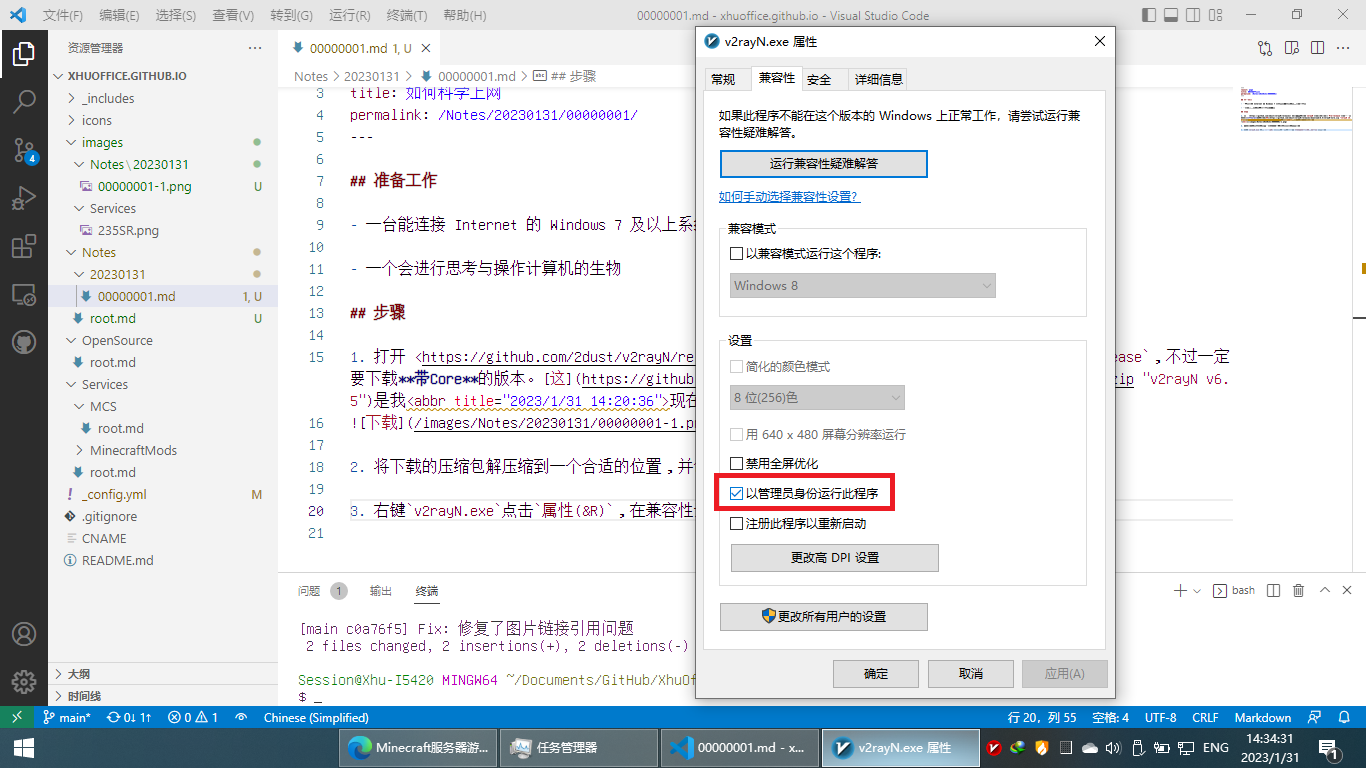 文件(F) 编辑(E) 选择(S) 查看(V) 转到(G) 运行(R) 终端(T) 帮助(H)
00000001.md - xhuoffice.github.io - Visual Studio Code
资源管理器
XHUOFFICE.GITHUB.IO
_includes
icons
images
Notes\20230131
00000001-1.png U
Services
235SR.png
Notes
20230131
00000001.md 1, U
root.md U
OpenSource
root.md
Services
MCS
root.md
MinecraftMods
root.md
_config.yml M
.gitignore
CNAME
README.md
大纲
时间线
4
00000001.md 1, U
Notes > 20230131 > 00000001.md > ## 步骤
3 title: 如何科学上网
4 permalink: /Notes/20230131/00000001/
5 ---
6
7 ## 准备工作
8
9 - 一台能连接 Internet 的 Windows 7 及以上系
10
11 - 一个会进行思考与操作计算机的生物
12
13 ## 步骤
14
15 1. 打开 <https://github.com/2dust/v2rayN/re ease`,不过一定
要下载**带Core**的版本。[这](https://github zip "v2rayN v6.
5")是我<abbr title="2023/1/31 14:20:36">现在
16 ![下载](/images/Notes/20230131/00000001-1.p
17
18 2. 将下载的压缩包解压缩到一个合适的位置,并
19
20 3. 右键`v2rayN.exe`点击`属性(&R)`,在兼容性
21
问题 1 输出 终端
bash
[main c0a76f5] Fix: 修复了图片链接引用问题
2 files changed, 2 insertions(+), 2 deletions(-)
Session@Xhu-I5420 MINGW64 ~/Documents/GitHub/XhuOf
$ _
v2rayN.exe 属性
常规 兼容性 安全 详细信息
如果此程序不能在这个版本的 Windows 上正常工作,请尝试运行兼
容性疑难解答。
运行兼容性疑难解答
如何手动选择兼容性设置?
兼容模式
以兼容模式运行这个程序:
Windows 8
设置
简化的颜色模式
8 位(256)色
用 640 x 480 屏幕分辨率运行
禁用全屏优化
以管理员身份运行此程序
注册此程序以重新启动
更改高 DPI 设置
更改所有用户的设置
确定 取消 应用(A)
main* 0↓ 1↑ 0 1 Chinese (Simplified) 行 20,列 55 空格: 4 UTF-8 CRLF Markdown
Minecraft服务器游... 任务管理器 00000001.md - x... v2rayN.exe 属性 ENG 14:34:31
2023/1/31
1